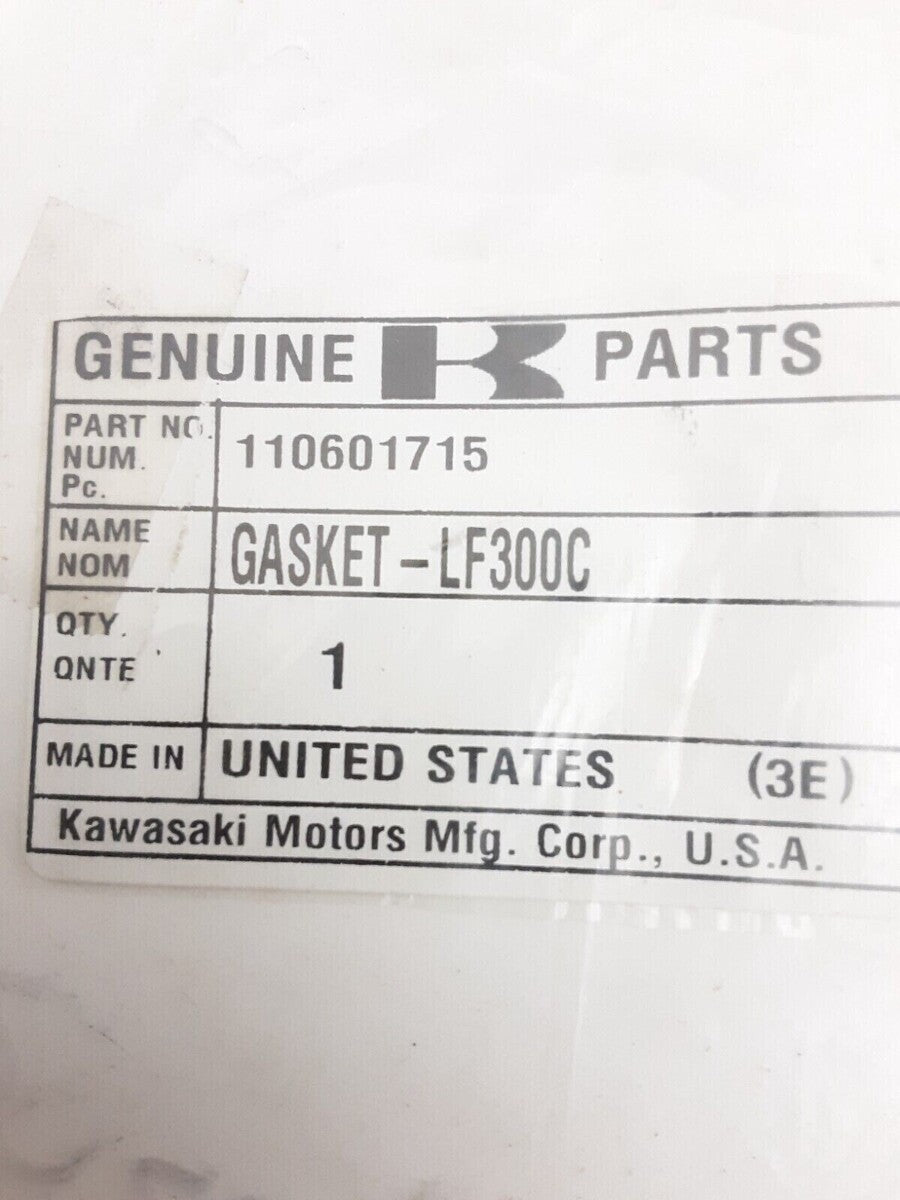 GENUINE K PARTS
PART NO.
NUM.
Pc.
110601715
NAME
NOM
GASKET-LF300C
QTY.
QNTE
1
MADE IN
UNITED STATES (3E)
Kawasaki Motors Mfg. Corp., U.S.A.